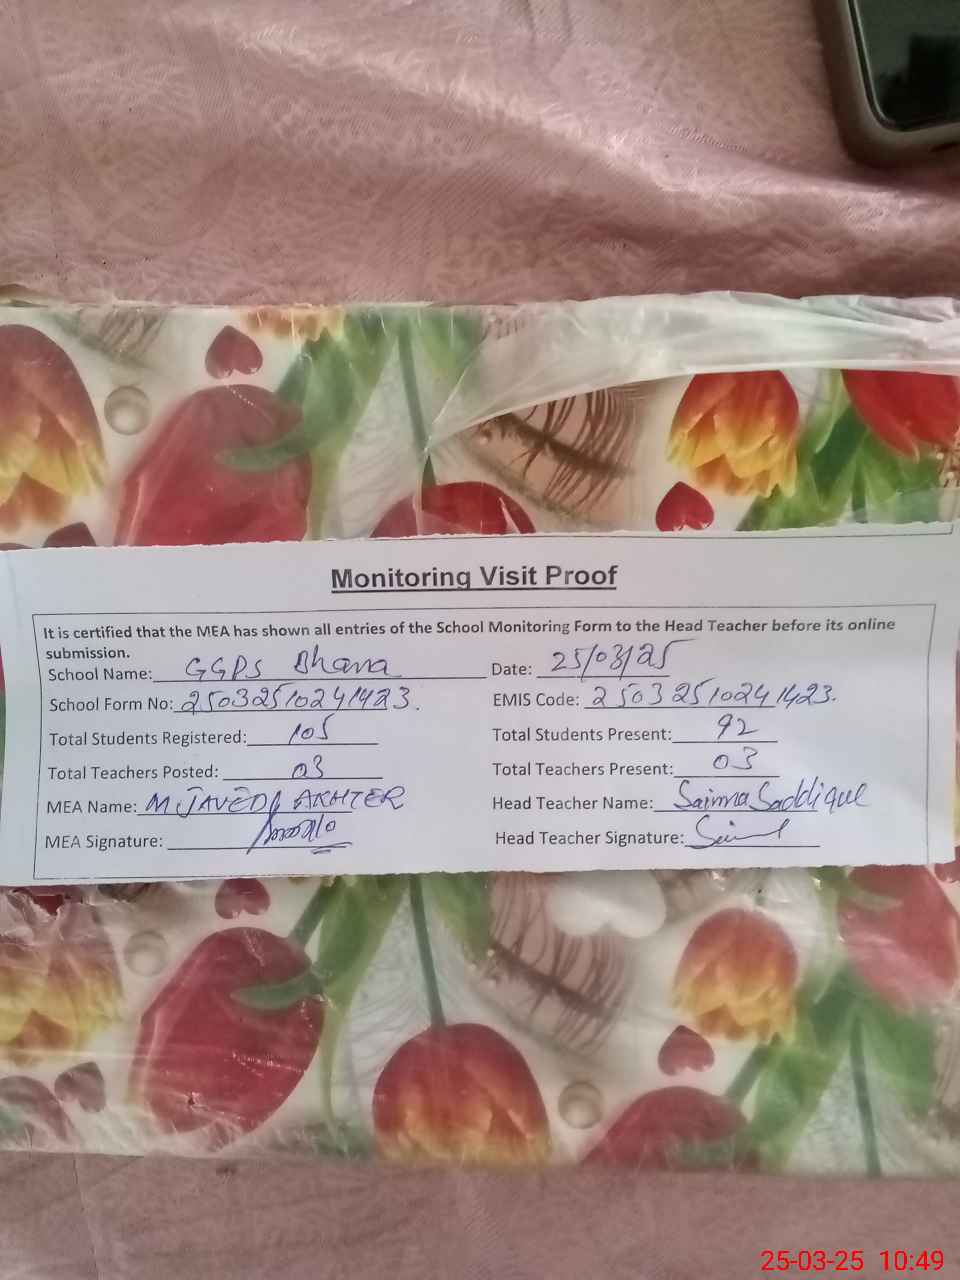 Monitoring Visit Proof
It is certified that the MEA has shown all entries of the School Monitoring Form to the Head Teacher before its online
submission.
School Name: GGPS Bhana Date: 25/03/25
School Form No: 25032510241423. EMIS Code: 25032510241423.
Total Students Registered: 105 Total Students Present: 92
Total Teachers Posted: 03 Total Teachers Present: 03
MEA Name: M JAVED AKHTER Head Teacher Name: Saima Saddique
MEA Signature: Head Teacher Signature:
25-03-25 10:49